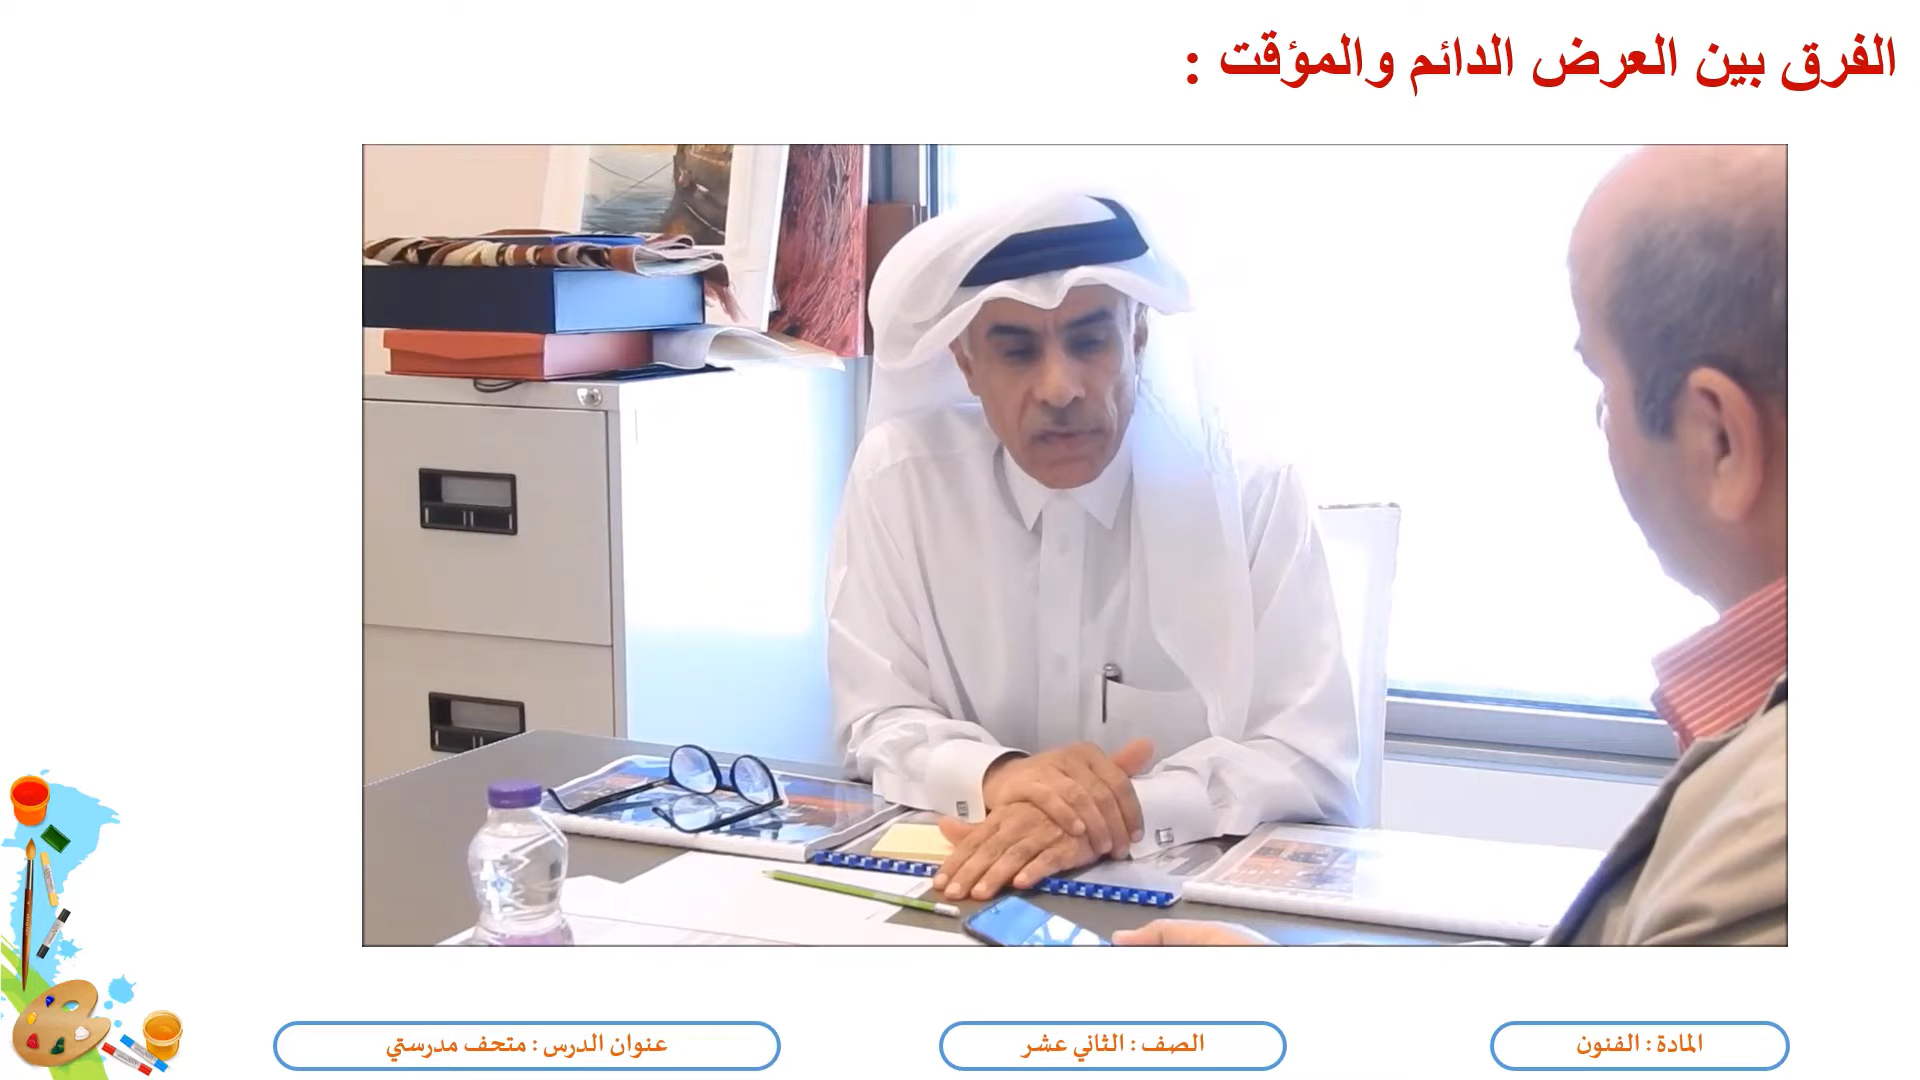 الفرق بين العرض الدائم والمؤقت :
المادة : الفنون
الصف : الثاني عشر
عنوان الدرس : متحف مدرستي